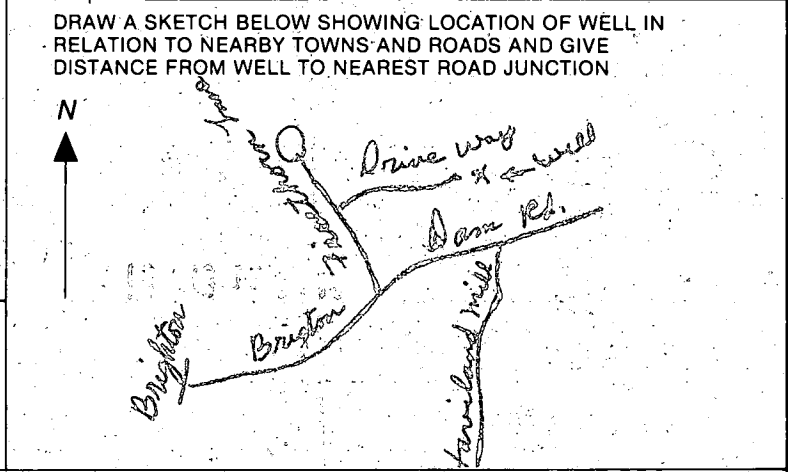 DRAW A SKETCH BELOW SHOWING LOCATION OF WELL IN
RELATION TO NEARBY TOWNS AND ROADS AND GIVE
DISTANCE FROM WELL TO NEAREST ROAD JUNCTION
N
Drive Way
x ← Well
Dam Rd.
Brigton
Brighton
Haviland Mill